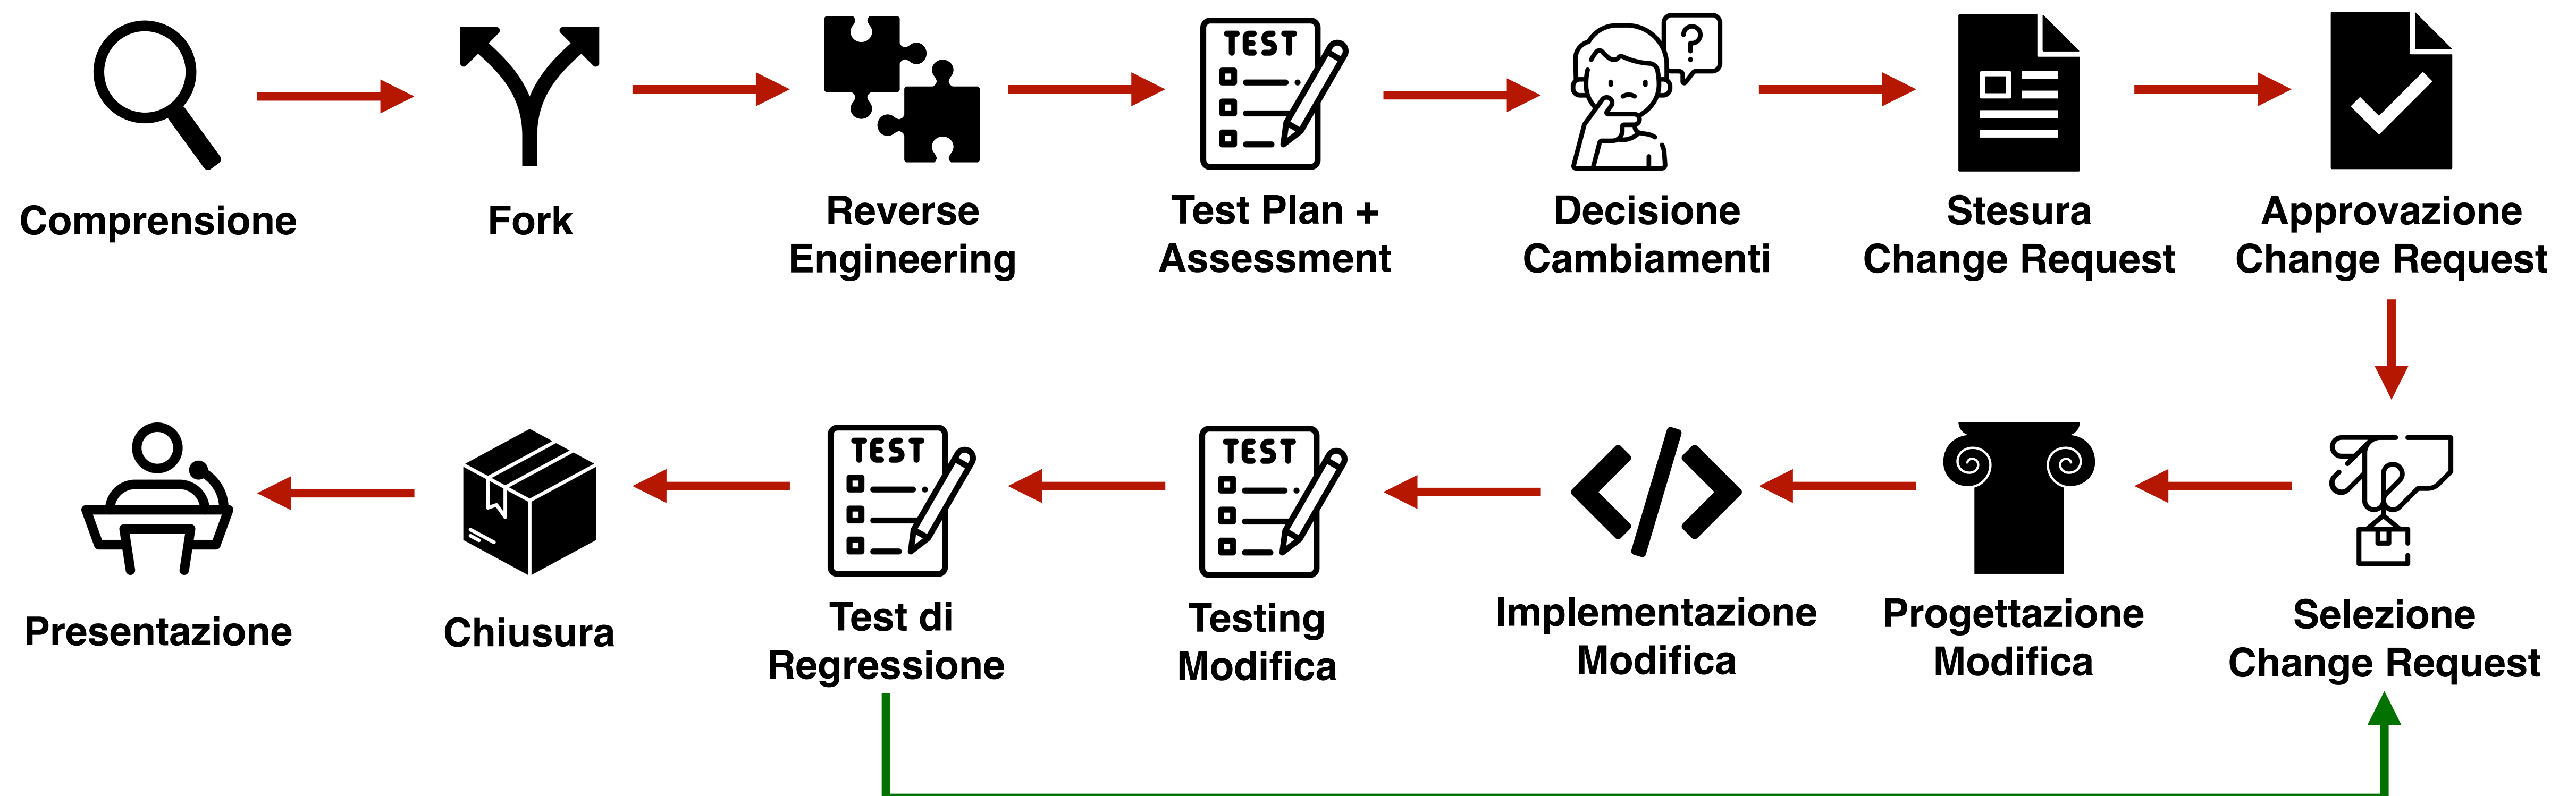 TEST
?
Comprensione
Fork
Reverse
Engineering
Test Plan +
Assessment
Decisione
Cambiamenti
Stesura
Change Request
Approvazione
Change Request
TEST
TEST
Presentazione
Chiusura
Test di
Regressione
Testing
Modifica
Implementazione
Modifica
Progettazione
Modifica
Selezione
Change Request